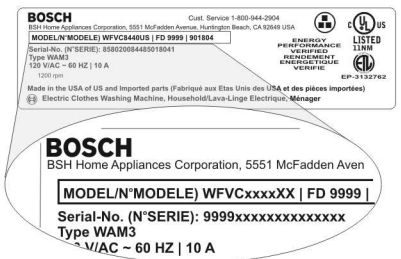 BOSCH
Cust. Service 1-800-944-2904
BSH Home Appliances Corporation, 5551 McFadden Avenue, Huntington Beach, CA 92649 USA
MODEL/N°MODELE) WFVC8440US | FD 9999 | 901804
Serial-No. (N°SERIE): 858020084485018041
Type WAM3
120 V/AC ~ 60 HZ | 10 A
1200 rpm
ENERGY
PERFORMANCE
VERIFIED
RENDEMENT
ENERGETIQUE
VERIFIE
C UL US
LISTED
11NM
EP-3132762
Made in the USA of US and Imported parts (Fabriqué aux Etats Unis des USA et des pièces importées)
Electric Clothes Washing Machine, Household/Lava-Linge Electrique, Ménager
BOSCH
BSH Home Appliances Corporation, 5551 McFadden Aven
MODEL/N°MODELE) WFVCxxxxXX | FD 9999 |
Serial-No. (N°SERIE): 9999xxxxxxxxxxxxxx
Type WAM3
V/AC ~ 60 HZ | 10 A